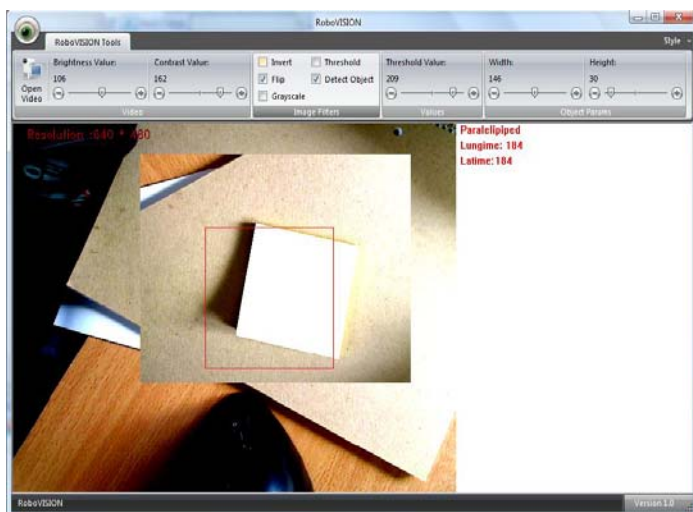 RoboVISION
RoboVISION Tools
Style
Open Video
Brightness Value:
106
Contrast Value:
162
Video
Invert
Threshold
Flip
Detect Object
Grayscale
Image Filters
Threshold Value:
209
Values
Width:
146
Height:
30
Object Params
Resolution :640 * 480
Paralelipiped
Lungime: 184
Latime: 184
RoboVISION
Version 1.0